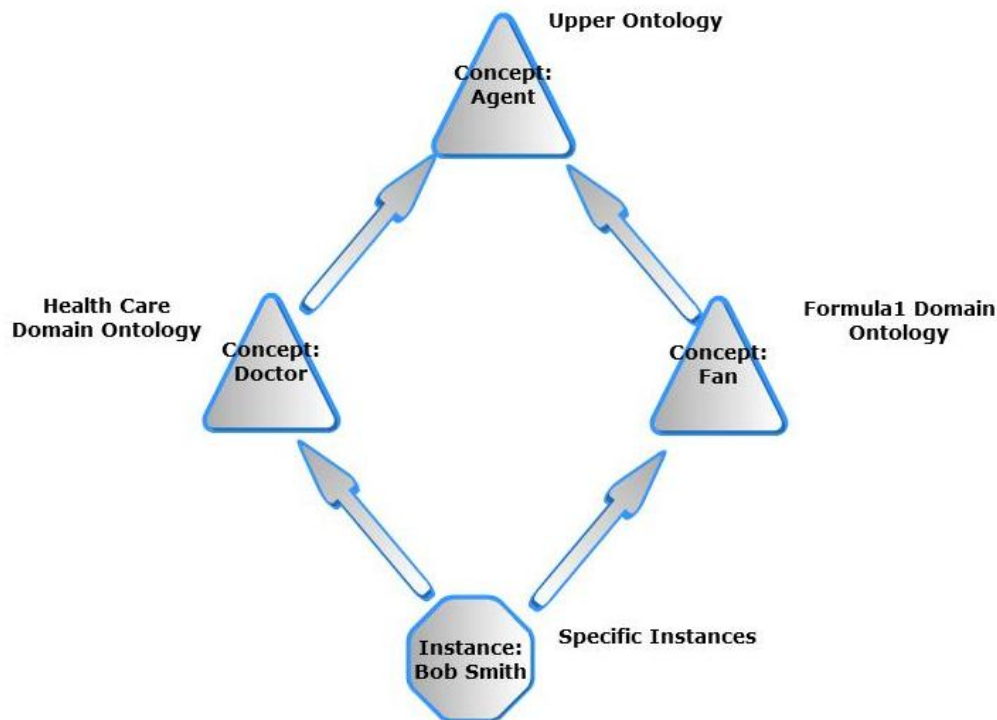 Upper Ontology
Concept:
Agent
Health Care
Domain Ontology
Concept:
Doctor
Concept:
Fan
Formula1 Domain
Ontology
Instance:
Bob Smith
Specific Instances